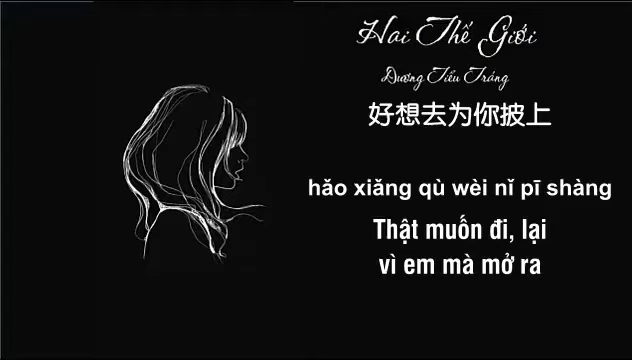 Hai Thế Giới
Dương Tiểu Tráng
好想去为你披上
hǎo xiǎng qù wèi nǐ pī shàng
Thật muốn đi, lại
vì em mà mở ra